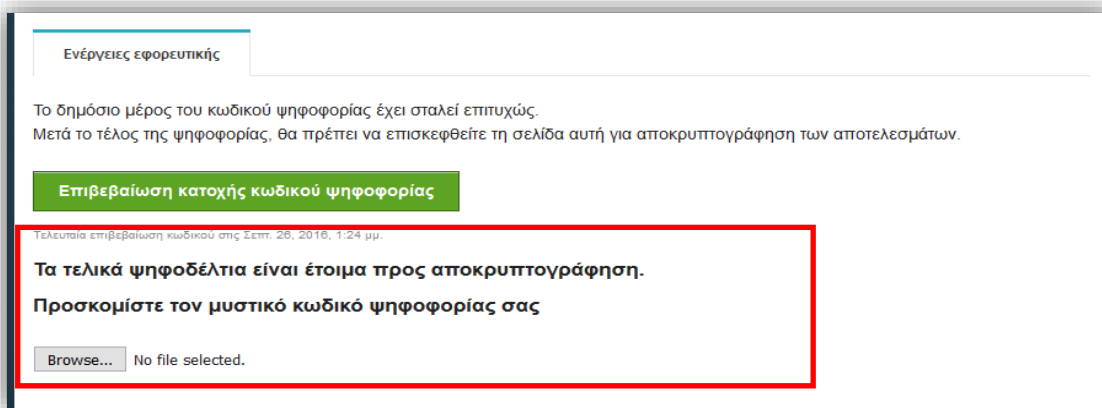 Ενέργειες εφορευτικής
Το δημόσιο μέρος του κωδικού ψηφοφορίας έχει σταλεί επιτυχώς.
Μετά το τέλος της ψηφοφορίας, θα πρέπει να επισκεφθείτε τη σελίδα αυτή για αποκρυπτογράφηση των αποτελεσμάτων.
Επιβεβαίωση κατοχής κωδικού ψηφοφορίας
Τελευταία επιβεβαίωση κωδικού στις Σεπτ. 26, 2016, 1:24 μμ.
Τα τελικά ψηφοδέλτια είναι έτοιμα προς αποκρυπτογράφηση.
Προσκομίστε τον μυστικό κωδικό ψηφοφορίας σας
Browse... No file selected.